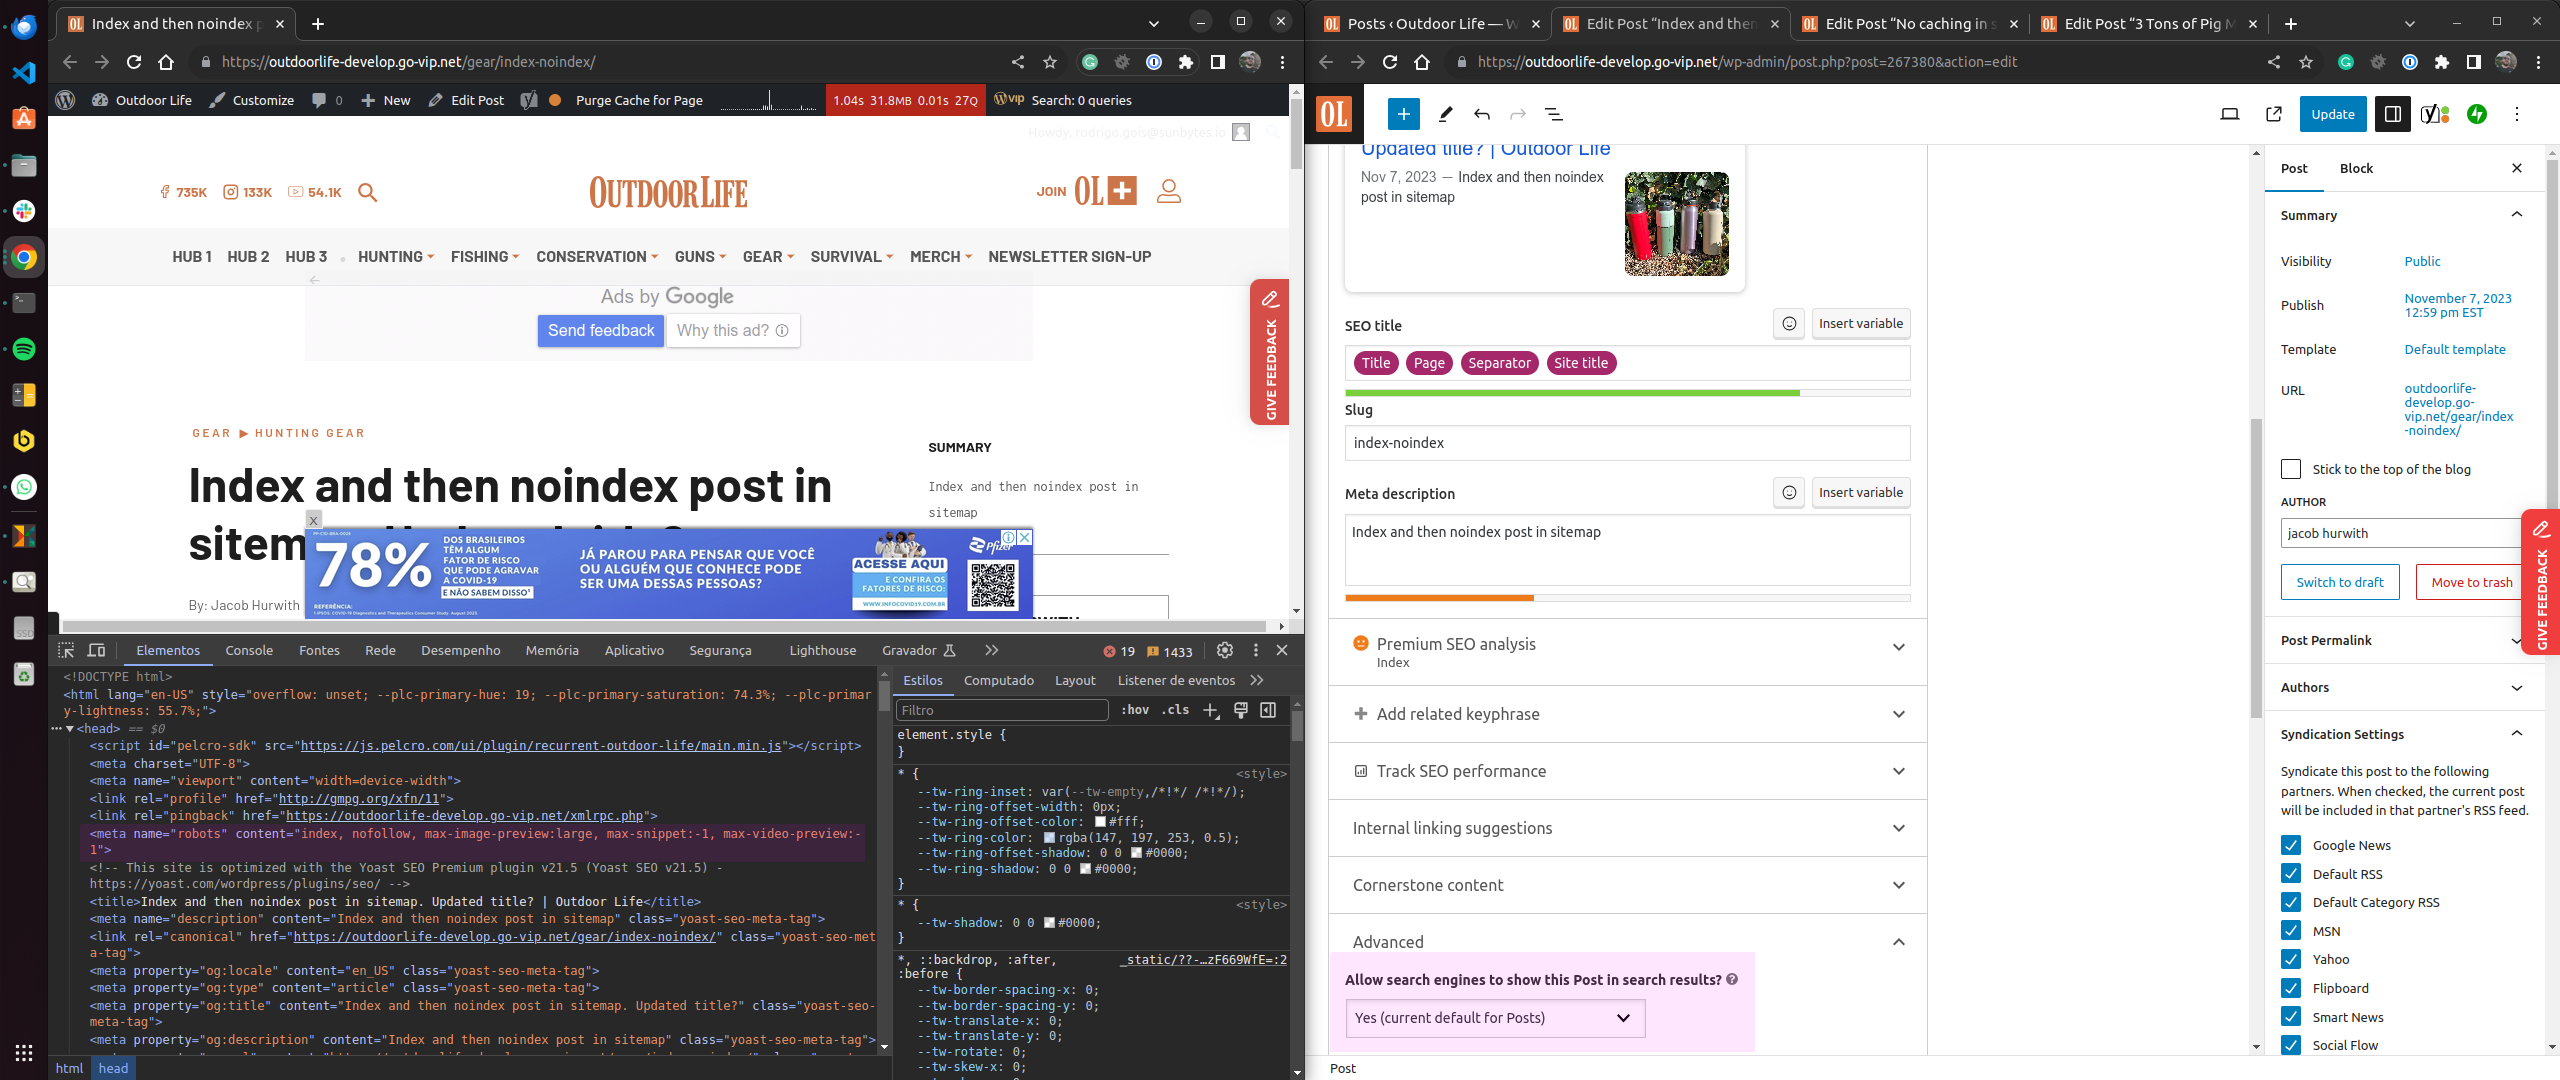 Index and then noindex p
https://outdoorlife-develop.go-vip.net/gear/index-noindex/
Outdoor Life
Customize
0
New
Edit Post
Purge Cache for Page
1.04s 31.8MB 0.01s 27Q
Search: 0 queries
Howdy, rodrigo.gois@sunbytes.io
735K
133K
54.1K
OUTDOOR LIFE
JOIN OL+
HUB 1
HUB 2
HUB 3
HUNTING
FISHING
CONSERVATION
GUNS
GEAR
SURVIVAL
MERCH
NEWSLETTER SIGN-UP
Ads by Google
Send feedback
Why this ad?
GIVE FEEDBACK
GEAR ▶ HUNTING GEAR
Index and then noindex post in
sitem
By: Jacob Hurwith
SUMMARY
Index and then noindex post in
sitemap
x
78%
DOS BRASILEIROS
TÊM ALGUM
FATOR DE RISCO
QUE PODE AGRAVAR
A COVID-19
E NÃO SABEM DISSO¹
REFERÊNCIA:
JÁ PAROU PARA PENSAR QUE VOCÊ
OU ALGUÉM QUE CONHECE PODE
SER UMA DESSAS PESSOAS?
ACESSE AQUI
E CONFIRA OS
FATORES DE RISCO:
WWW.INFOCOVID19.COM.BR
Pfizer
Elementos
Console
Fontes
Rede
Desempenho
Memória
Aplicativo
Segurança
Lighthouse
Gravador
19
1433
<!DOCTYPE html>
<html lang="en-US" style="overflow: unset; --plc-primary-hue: 19; --plc-primary-saturation: 74.3%; --plc-primar
y-lightness: 55.7%;">
··· ▼<head> == $0
<script id="pelcro-sdk" src="https://js.pelcro.com/ui/plugin/recurrent-outdoor-life/main.min.js"></script>
<meta charset="UTF-8">
<meta name="viewport" content="width=device-width">
<link rel="profile" href="http://gmpg.org/xfn/11">
<link rel="pingback" href="https://outdoorlife-develop.go-vip.net/xmlrpc.php">
<meta name="robots" content="index, nofollow, max-image-preview:large, max-snippet:-1, max-video-preview:-
1">
<!-- This site is optimized with the Yoast SEO Premium plugin v21.5 (Yoast SEO v21.5) -
https://yoast.com/wordpress/plugins/seo/ -->
<title>Index and then noindex post in sitemap. Updated title? | Outdoor Life</title>
<meta name="description" content="Index and then noindex post in sitemap" class="yoast-seo-meta-tag">
<link rel="canonical" href="https://outdoorlife-develop.go-vip.net/gear/index-noindex/" class="yoast-seo-met
a-tag">
<meta property="og:locale" content="en_US" class="yoast-seo-meta-tag">
<meta property="og:type" content="article" class="yoast-seo-meta-tag">
<meta property="og:title" content="Index and then noindex post in sitemap. Updated title?" class="yoast-seo-
meta-tag">
<meta property="og:description" content="Index and then noindex post in sitemap" class="yoast-seo-meta-tag">
html
head
Estilos
Computado
Layout
Listener de eventos
Filtro
:hov
.cls
element.style {
}
* {
<style>
--tw-ring-inset: var(--tw-empty,/*!*/ /*!*/);
--tw-ring-offset-width: 0px;
--tw-ring-offset-color: #fff;
--tw-ring-color: rgba(147, 197, 253, 0.5);
--tw-ring-offset-shadow: 0 0 #0000;
--tw-ring-shadow: 0 0 #0000;
}
* {
<style>
--tw-shadow: 0 0 #0000;
}
*, ::backdrop, :after,
_static/??-…zF669WfE=:2
:before {
--tw-border-spacing-x: 0;
--tw-border-spacing-y: 0;
--tw-translate-x: 0;
--tw-translate-y: 0;
--tw-rotate: 0;
--tw-skew-x: 0;
Posts ‹ Outdoor Life — W
Edit Post “Index and then
Edit Post “No caching in s
Edit Post “3 Tons of Pig M
https://outdoorlife-develop.go-vip.net/wp-admin/post.php?post=267380&action=edit
OL
Update
Updated title? | Outdoor Life
Nov 7, 2023 — Index and then noindex
post in sitemap
SEO title
Insert variable
Title
Page
Separator
Site title
Slug
index-noindex
Meta description
Insert variable
Index and then noindex post in sitemap
Premium SEO analysis
Index
Add related keyphrase
Track SEO performance
Internal linking suggestions
Cornerstone content
Advanced
Allow search engines to show this Post in search results?
Yes (current default for Posts)
Post
Post
Block
Summary
Visibility
Public
Publish
November 7, 2023
12:59 pm EST
Template
Default template
URL
outdoorlife-
develop.go-
vip.net/gear/index
-noindex/
Stick to the top of the blog
AUTHOR
jacob hurwith
Switch to draft
Move to trash
GIVE FEEDBACK
Post Permalink
Authors
Syndication Settings
Syndicate this post to the following
partners. When checked, the current post
will be included in that partner's RSS feed.
Google News
Default RSS
Default Category RSS
MSN
Yahoo
Flipboard
Smart News
Social Flow